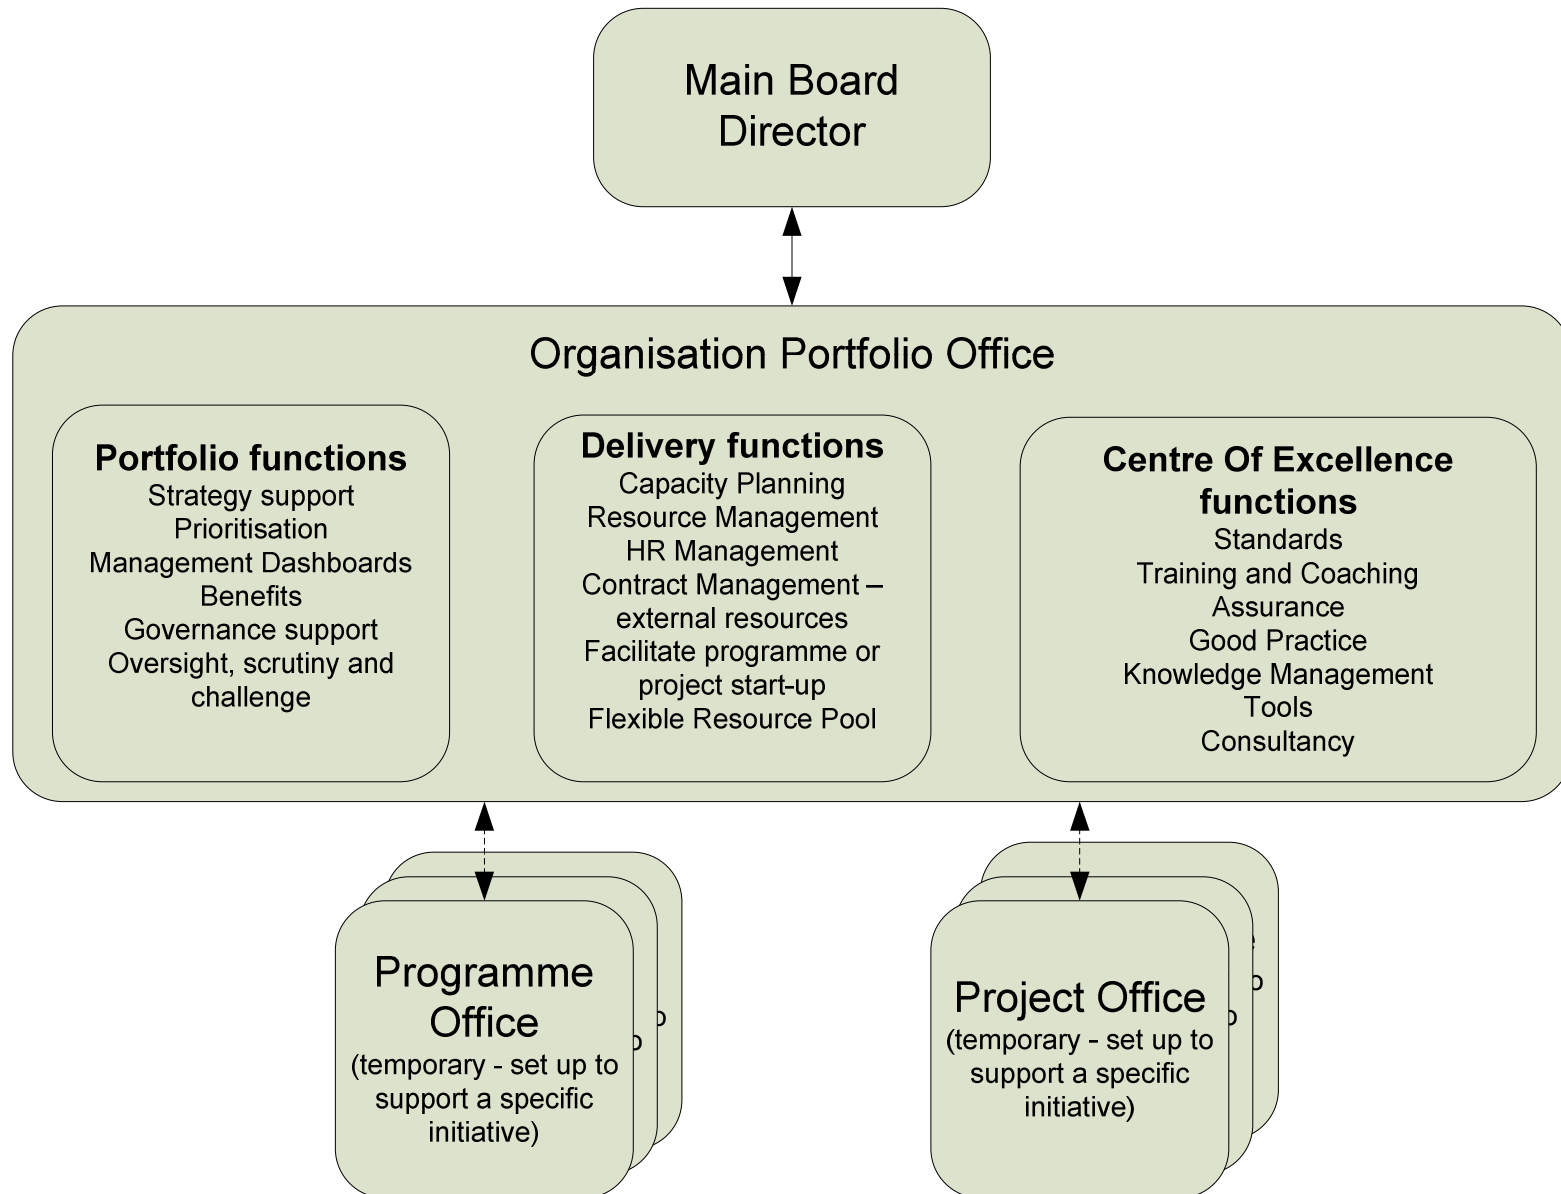 Main Board
Director
Organisation Portfolio Office
Portfolio functions
Strategy support
Prioritisation
Management Dashboards
Benefits
Governance support
Oversight, scrutiny and
challenge
Delivery functions
Capacity Planning
Resource Management
HR Management
Contract Management –
external resources
Facilitate programme or
project start-up
Flexible Resource Pool
Centre Of Excellence
functions
Standards
Training and Coaching
Assurance
Good Practice
Knowledge Management
Tools
Consultancy
Programme
Office
(temporary - set up to
support a specific
initiative)
Project Office
(temporary - set up to
support a specific
initiative)